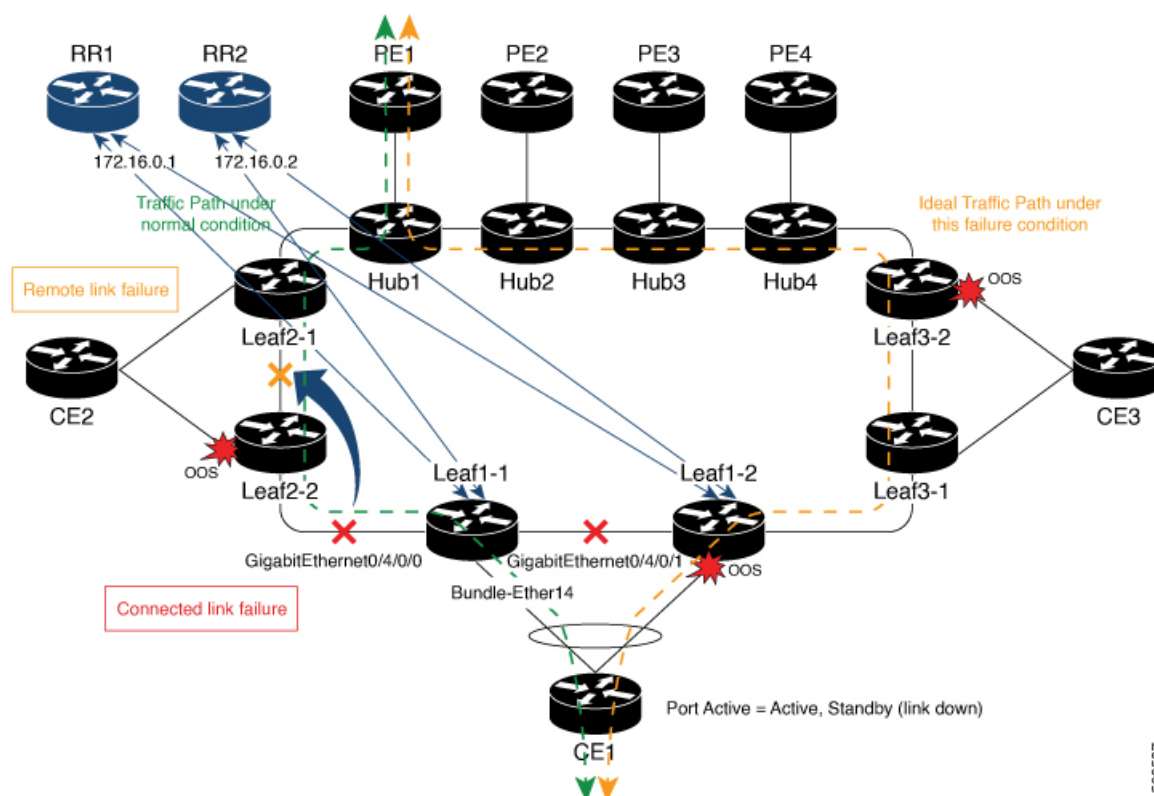 RR1
RR2
PE1
PE2
PE3
PE4
172.16.0.1
172.16.0.2
Traffic Path under
normal condition
Ideal Traffic Path under
this failure condition
Hub1
Hub2
Hub3
Hub4
Remote link failure
OOS
Leaf2-1
Leaf3-2
CE2
CE3
OOS
Leaf2-2
Leaf1-1
Leaf1-2
Leaf3-1
GigabitEthernet0/4/0/0
GigabitEthernet0/4/0/1
OOS
Bundle-Ether14
Connected link failure
Port Active = Active, Standby (link down)
CE1